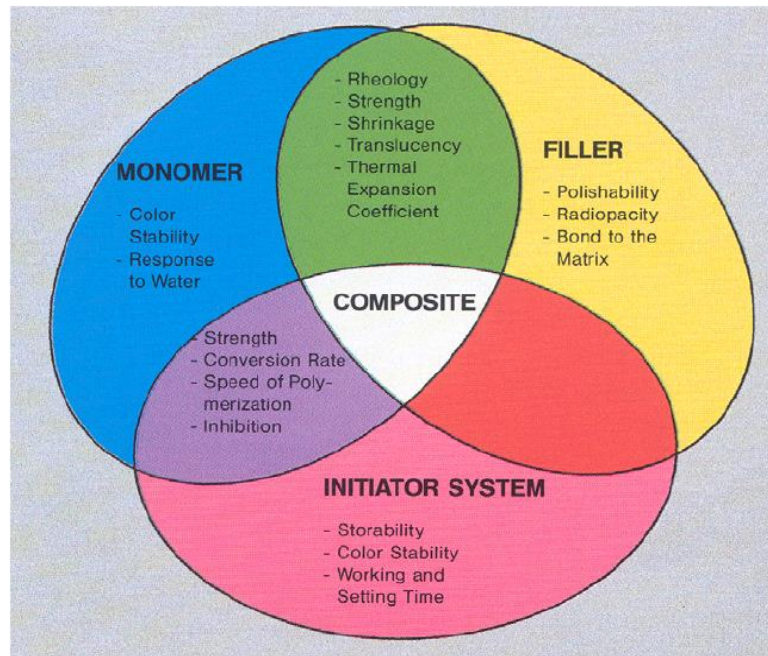 - Rheology
- Strength
- Shrinkage
- Translucency
- Thermal
Expansion
Coefficient
MONOMER
- Color
Stability
- Response
to Water
FILLER
- Polishability
- Radiopacity
- Bond to the
Matrix
COMPOSITE
- Strength
- Conversion Rate
- Speed of Poly-
merization
- Inhibition
INITIATOR SYSTEM
- Storability
- Color Stability
- Working and
Setting Time